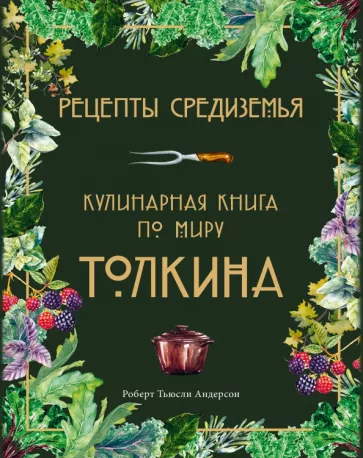 РЕЦЕПТЫ СРЕДИЗЕМЬЯ
КУЛИНАРНАЯ КНИГА
ПО МИРУ
ТОЛКИНА
Роберт Тьюсли Андерсон